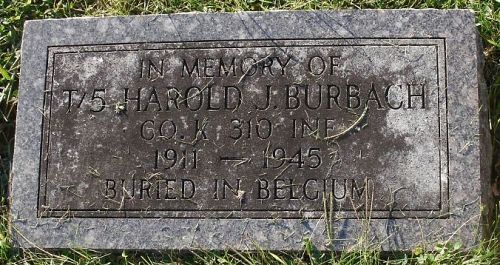 IN MEMORY OF
T/5 HAROLD J. BURBACH
CO. K 310 INF.
1911 — 1945
BURIED IN BELGIUM